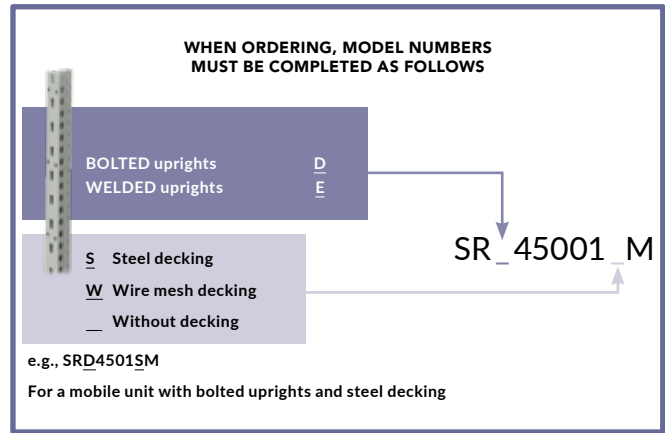 WHEN ORDERING, MODEL NUMBERS
MUST BE COMPLETED AS FOLLOWS
BOLTED uprights D
WELDED uprights E
SR_45001_M
S Steel decking
W Wire mesh decking
__ Without decking
e.g., SRD4501SM
For a mobile unit with bolted uprights and steel decking